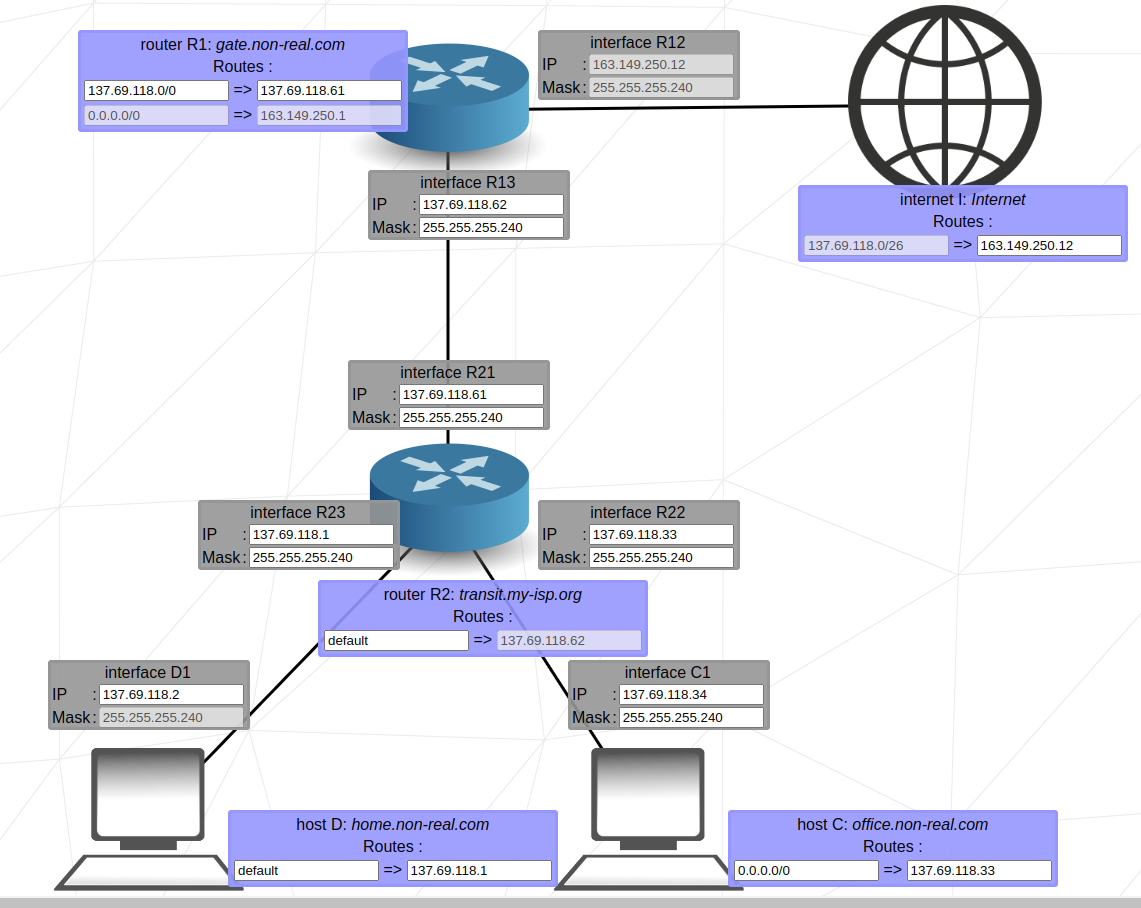 router R1: gate.non-real.com
Routes :
137.69.118.0/0 => 137.69.118.61
0.0.0.0/0 => 163.149.250.1
interface R12
IP : 163.149.250.12
Mask : 255.255.255.240
interface R13
IP : 137.69.118.62
Mask : 255.255.255.240
internet I: Internet
Routes :
137.69.118.0/26 => 163.149.250.12
interface R21
IP : 137.69.118.61
Mask : 255.255.255.240
interface R23
IP : 137.69.118.1
Mask : 255.255.255.240
interface R22
IP : 137.69.118.33
Mask : 255.255.255.240
router R2: transit.my-isp.org
Routes :
default => 137.69.118.62
interface D1
IP : 137.69.118.2
Mask : 255.255.255.240
interface C1
IP : 137.69.118.34
Mask : 255.255.255.240
host D: home.non-real.com
Routes :
default => 137.69.118.1
host C: office.non-real.com
Routes :
0.0.0.0/0 => 137.69.118.33